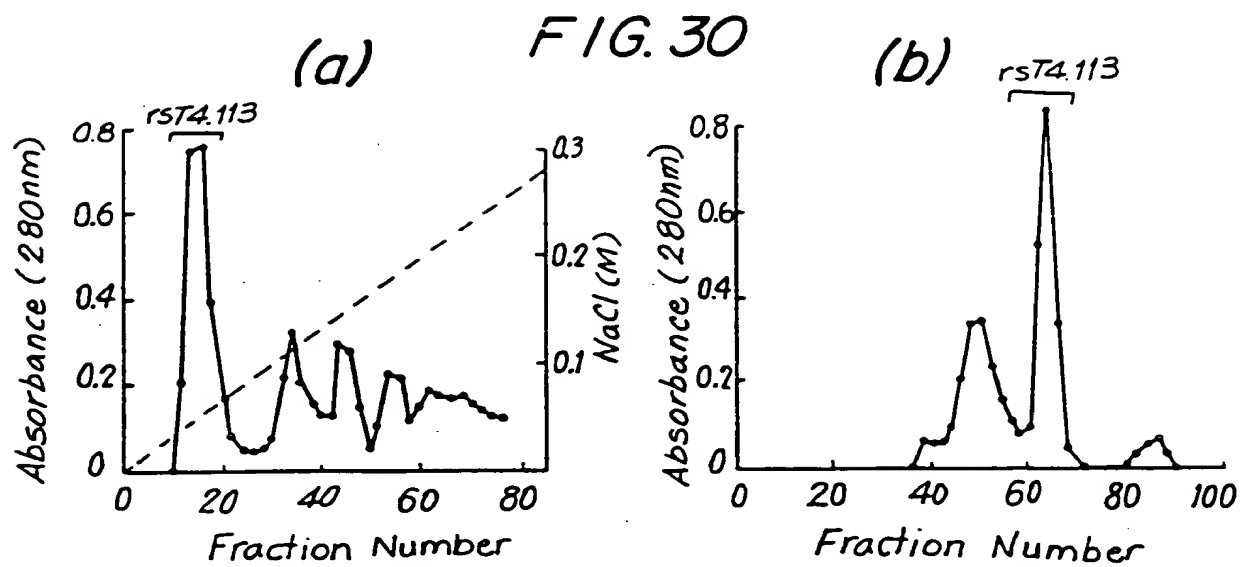 FIG. 30
(a)
rsT4.113
Absorbance (280nm)
0.8
0.6
0.4
0.2
0
0.3
0.2
0.1
NaCl (M)
0 20 40 60 80
Fraction Number
(b)
rsT4.113
Absorbance (280nm)
0.8
0.6
0.4
0.2
0
0 20 40 60 80 100
Fraction Number